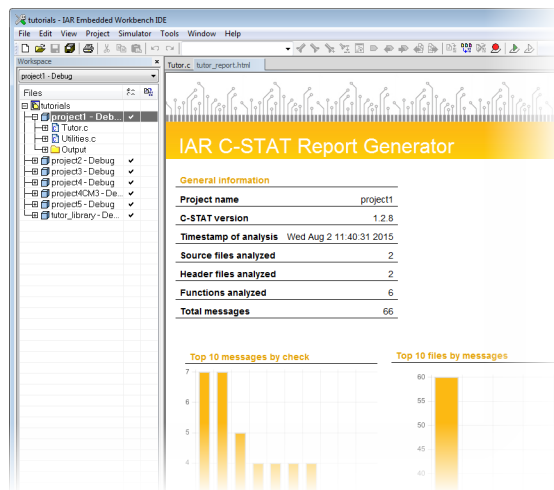 tutorials - IAR Embedded Workbench IDE
File Edit View Project Simulator Tools Window Help
Workspace
project1 - Debug
Files
tutorials
project1 - Deb...
Tutor.c
Utilities.c
Output
project2 - Debug
project3 - Debug
project4 - Debug
project4CM3 - De...
project5 - Debug
tutor_library - De...
Tutor.c tutor_report.html
IAR C-STAT Report Generator
General information
Project name project1
C-STAT version 1.2.8
Timestamp of analysis Wed Aug 2 11:40:31 2015
Source files analyzed 2
Header files analyzed 2
Functions analyzed 6
Total messages 66
Top 10 messages by check
7
6
5
4
Top 10 files by messages
60
55
50
45
40